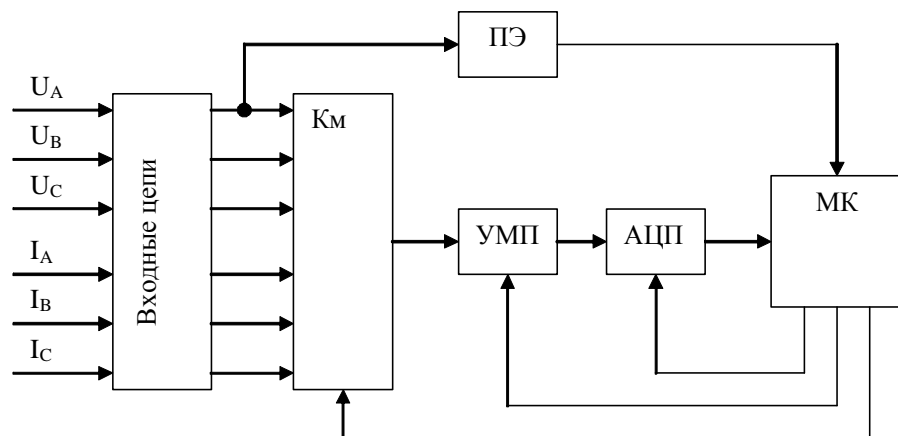 ПЭ
U_A
U_B
U_C
I_A
I_B
I_C
Входные цепи
Км
УМП
АЦП
МК